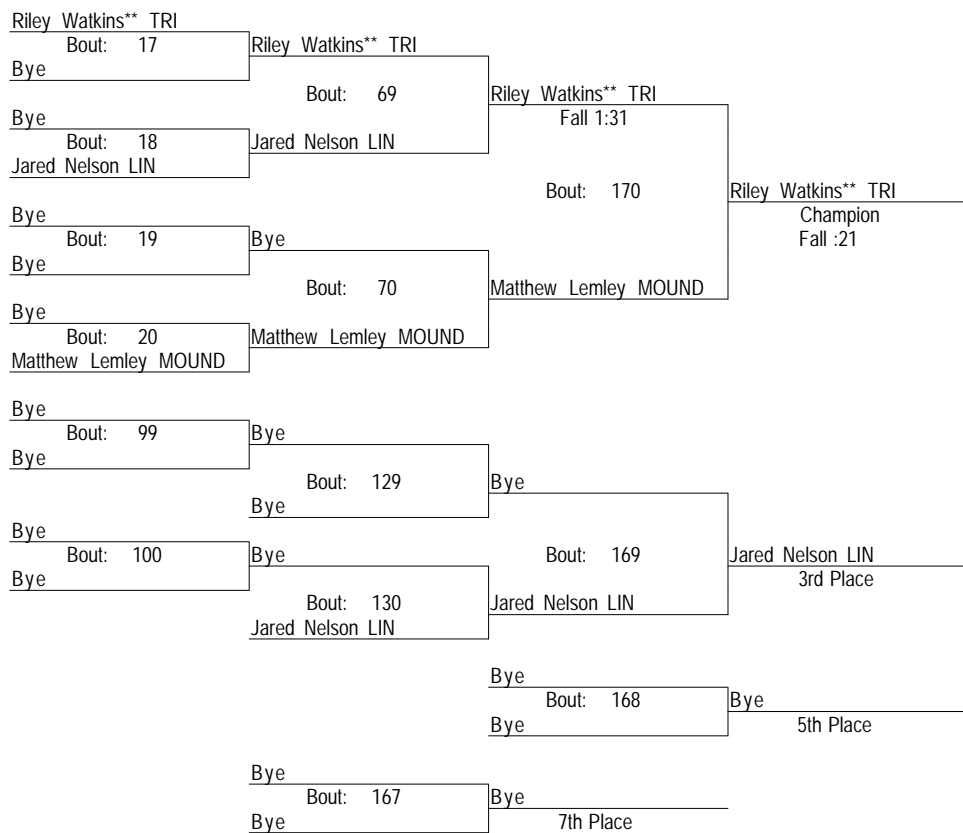 Riley Watkins** TRI
Bout: 17
Bye
Riley Watkins** TRI
Bout: 69
Riley Watkins** TRI
Fall 1:31
Bye
Bout: 18
Jared Nelson LIN
Jared Nelson LIN
Bout: 170
Riley Watkins** TRI
Champion
Fall :21
Bye
Bout: 19
Bye
Bye
Bout: 70
Matthew Lemley MOUND
Bye
Bout: 20
Matthew Lemley MOUND
Matthew Lemley MOUND
Bye
Bout: 99
Bye
Bye
Bout: 129
Bye
Bye
Bye
Bout: 100
Bye
Bye
Bout: 169
Jared Nelson LIN
3rd Place
Bout: 130
Jared Nelson LIN
Jared Nelson LIN
Bye
Bout: 168
Bye
Bye
5th Place
Bye
Bout: 167
Bye
Bye
7th Place